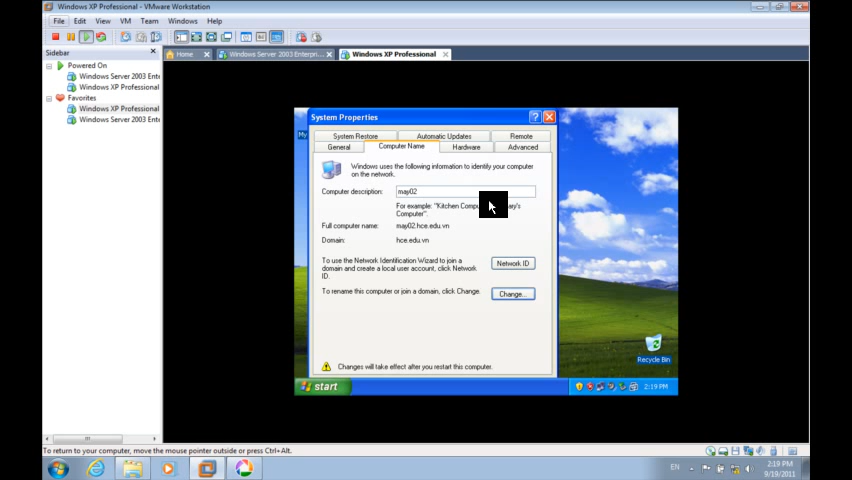 Windows XP Professional - VMware Workstation
File Edit View VM Team Windows Help
Sidebar
Home
Windows Server 2003 Enterpri...
Windows XP Professional
Powered On
Windows Server 2003 Ente
Windows XP Professional
Favorites
Windows XP Professional
Windows Server 2003 Ente
My
System Properties
System Restore Automatic Updates Remote
General Computer Name Hardware Advanced
Windows uses the following information to identify your computer
on the network.
Computer description: may02
For example: "Kitchen Compu ary's
Computer".
Full computer name: may02.hce.edu.vn
Domain: hce.edu.vn
To use the Network Identification Wizard to join a
domain and create a local user account, click Network
ID.
Network ID
To rename this computer or join a domain, click Change.
Change...
Changes will take effect after you restart this computer.
Recycle Bin
start
2:19 PM
To return to your computer, move the mouse pointer outside or press Ctrl+Alt.
EN
2:19 PM
9/19/2011